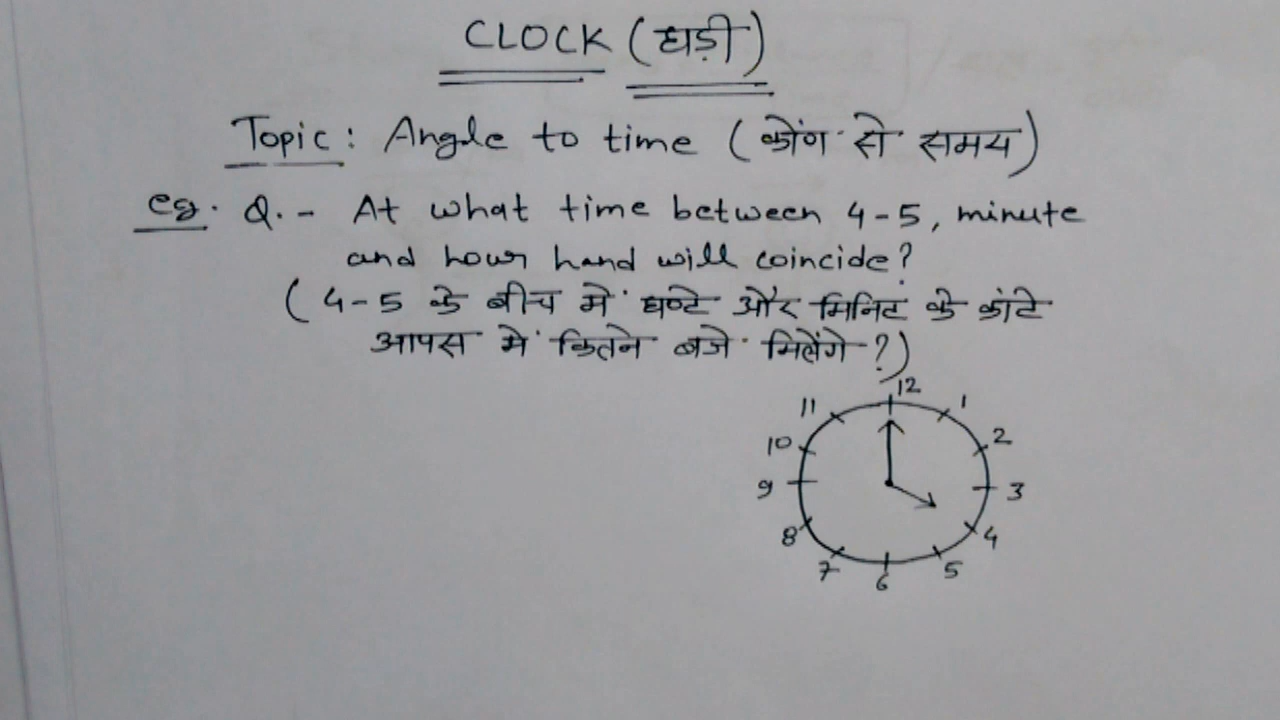 CLOCK (घड़ी)
Topic: Angle to time (कोंण से समय)
eg. Q.- At what time between 4-5, minute
and hour hand will coincide?
( 4-5 के बीच में घण्टे और मिनिट के कांटे
आपस में कितने बजे मिलेंगे ?)
12
11 1
10 2
9 3
8 4
7 5
6